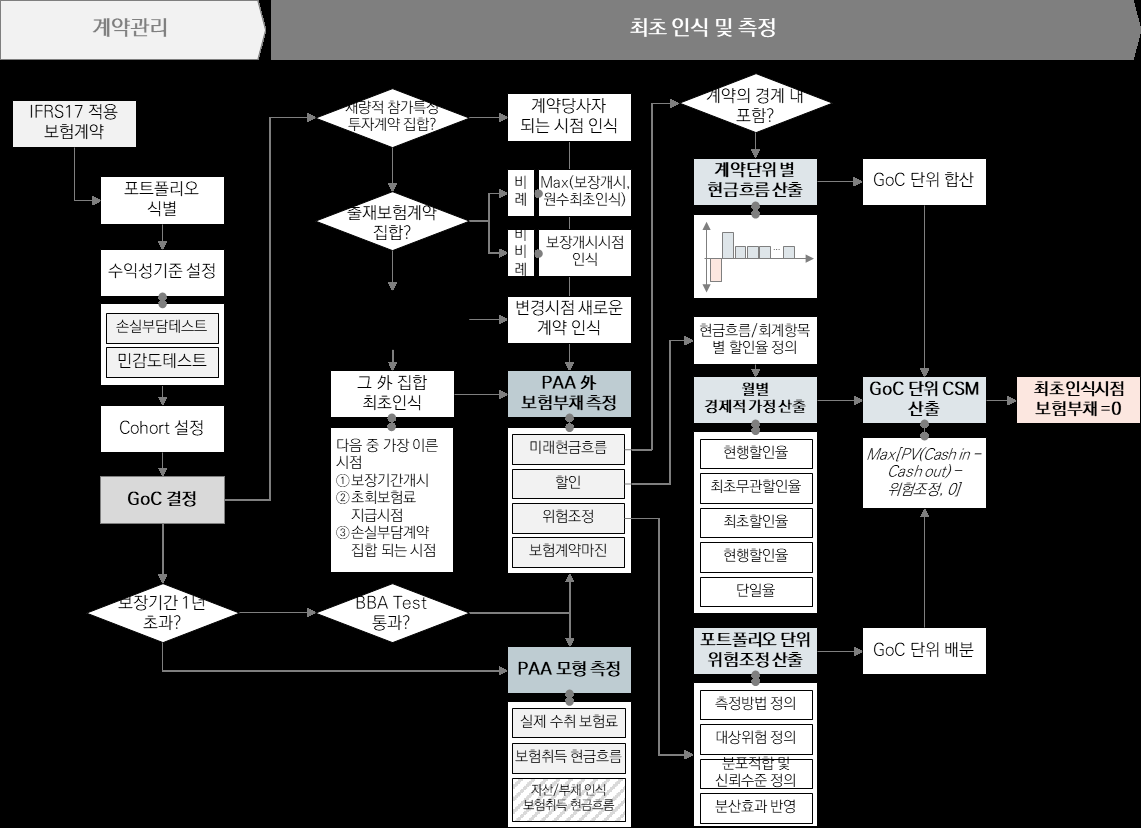 계약관리
최초 인식 및 측정
IFRS17 적용
보험계약
포트폴리오
식별
수익성기준 설정
손실부담테스트
민감도테스트
Cohort 설정
GoC 결정
보장기간 1년
초과?
재량적 참가특성
투자계약 집합?
출재보험계약
집합?
그 外 집합
최초인식
다음 중 가장 이른
시점
①보장기간개시
②초회보험료
지급시점
③손실부담계약
집합 되는 시점
BBA Test
통과?
계약당사자
되는 시점 인식
비
례
Max(보장개시,
원수최초인식)
비
비
례
보장개시시점
인식
변경시점 새로운
계약 인식
PAA 外
보험부채 측정
미래현금흐름
할인
위험조정
보험계약마진
PAA 모형 측정
실제 수취 보험료
보험취득 현금흐름
자산/부채 인식
보험취득 현금흐름
계약의 경계 내
포함?
계약단위 별
현금흐름 산출
...
현금흐름/회계항목
별 할인율 정의
월별
경제적 가정 산출
현행할인율
최초무관할인율
최초할인율
현행할인율
단일율
포트폴리오 단위
위험조정 산출
측정방법 정의
대상위험 정의
분포적합 및
신뢰수준 정의
분산효과 반영
GoC 단위 합산
GoC 단위 CSM
산출
Max[PV(Cash in –
Cash out) –
위험조정, 0]
GoC 단위 배분
최초인식시점
보험부채 =0